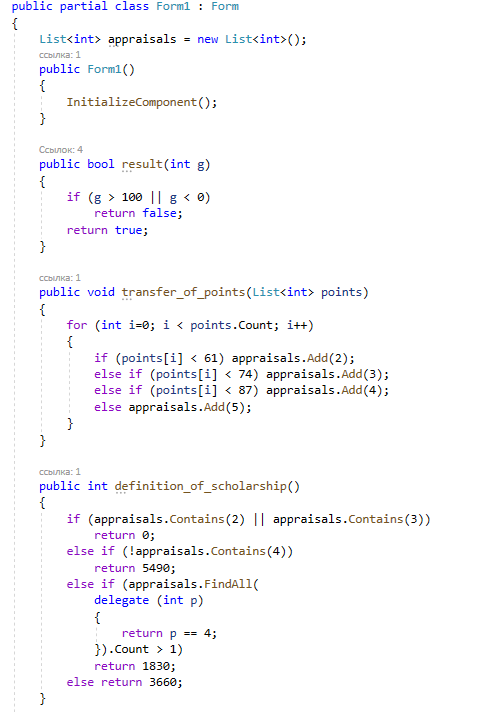 public partial class Form1 : Form
{
    List<int> appraisals = new List<int>();
    ссылка: 1
    public Form1()
    {
        InitializeComponent();
    }
    Ссылок: 4
    public bool result(int g)
    {
        if (g > 100 || g < 0)
            return false;
        return true;
    }
    ссылка: 1
    public void transfer_of_points(List<int> points)
    {
        for (int i=0; i < points.Count; i++)
        {
            if (points[i] < 61) appraisals.Add(2);
            else if (points[i] < 74) appraisals.Add(3);
            else if (points[i] < 87) appraisals.Add(4);
            else appraisals.Add(5);
        }
    }
    ссылка: 1
    public int definition_of_scholarship()
    {
        if (appraisals.Contains(2) || appraisals.Contains(3))
            return 0;
        else if (!appraisals.Contains(4))
            return 5490;
        else if (appraisals.FindAll(
            delegate (int p)
            {
                return p == 4;
            }).Count > 1)
            return 1830;
        else return 3660;
    }